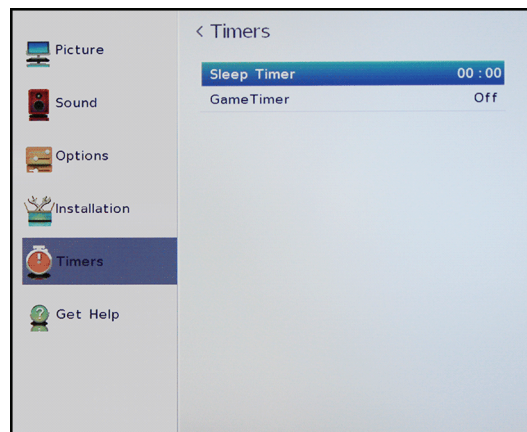 Picture
Sound
Options
Installation
Timers
Get Help
< Timers
Sleep Timer 00 : 00
GameTimer Off